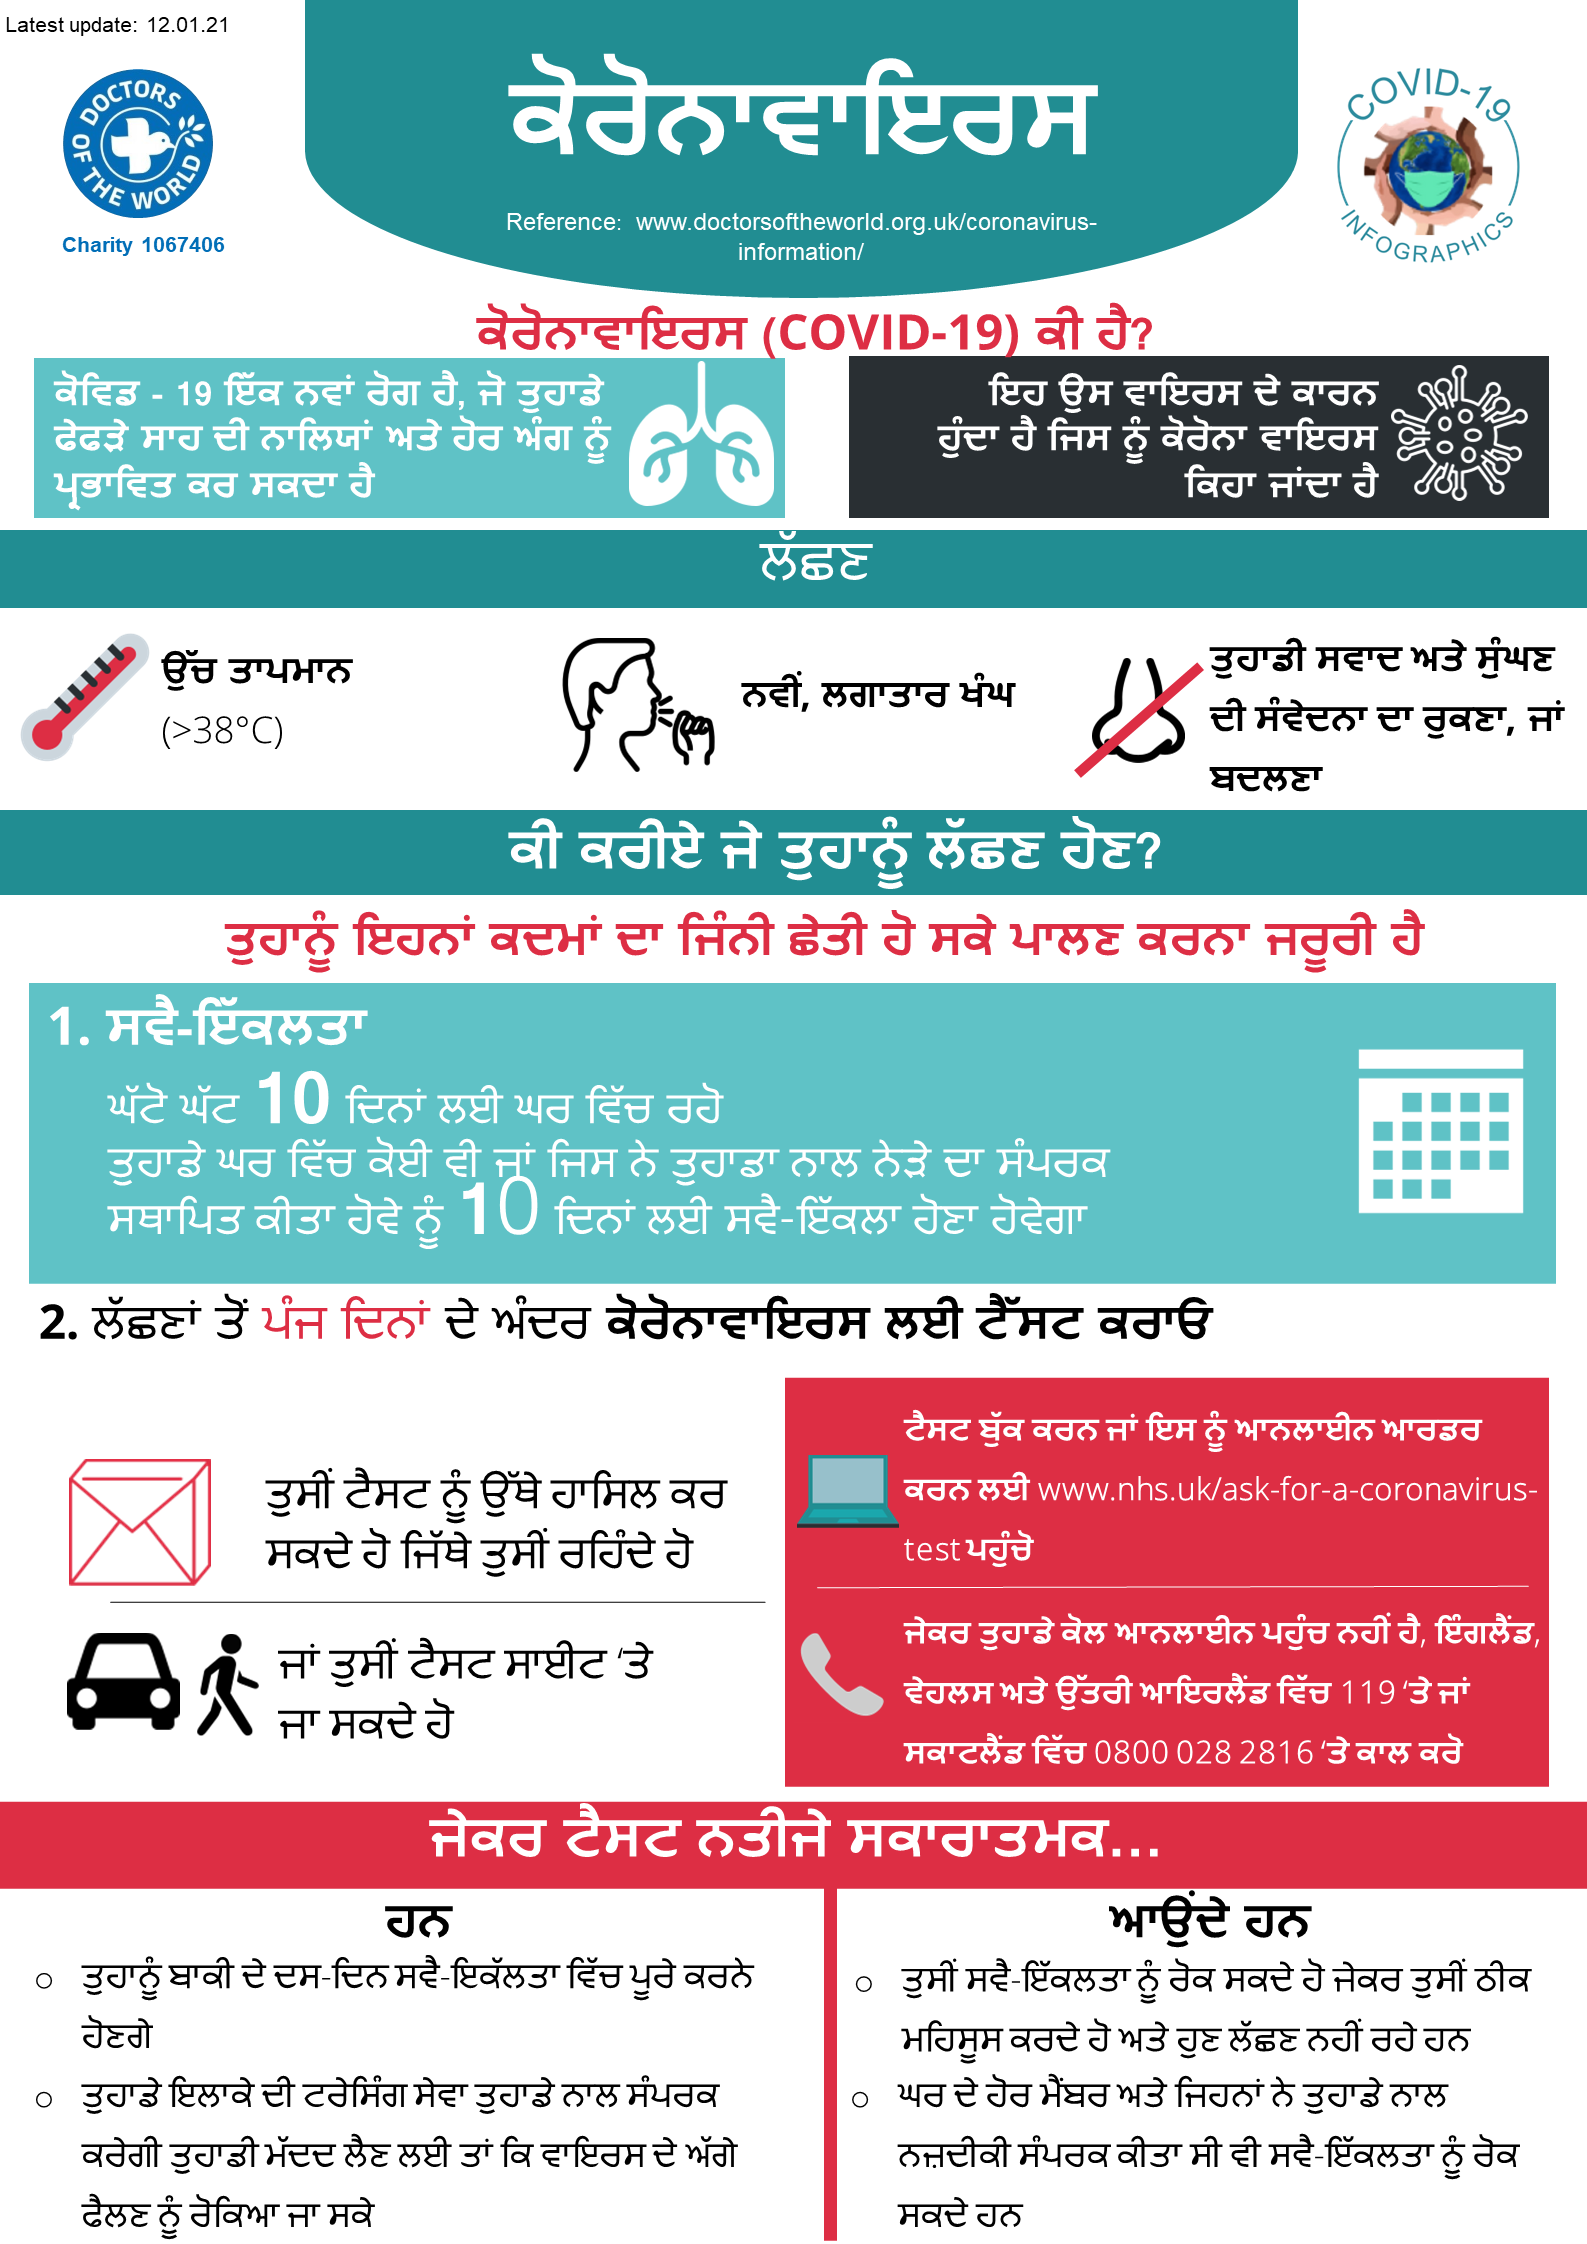 Latest update: 12.01.21
DOCTORS OF THE WORLD
Charity 1067406
ਕੋਰੋਨਾਵਾਇਰਸ
Reference: www.doctorsoftheworld.org.uk/coronavirus-
information/
COVID-19
INFOGRAPHICS
ਕੋਰੋਨਾਵਾਇਰਸ (COVID-19) ਕੀ ਹੈ?
ਕੋਵਿਡ - 19 ਇੱਕ ਨਵਾਂ ਰੋਗ ਹੈ, ਜੋ ਤੁਹਾਡੇ
ਫੇਫੜੇ ਸਾਹ ਦੀ ਨਾਲਿਯਾਂ ਅਤੇ ਹੋਰ ਅੰਗ ਨੂੰ
ਪ੍ਰਭਾਵਿਤ ਕਰ ਸਕਦਾ ਹੈ
ਇਹ ਉਸ ਵਾਇਰਸ ਦੇ ਕਾਰਨ
ਹੁੰਦਾ ਹੈ ਜਿਸ ਨੂੰ ਕੋਰੋਨਾ ਵਾਇਰਸ
ਕਿਹਾ ਜਾਂਦਾ ਹੈ
ਲੱਛਣ
ਉੱਚ ਤਾਪਮਾਨ
(>38°C)
ਨਵੀਂ, ਲਗਾਤਾਰ ਖੰਘ
ਤੁਹਾਡੀ ਸਵਾਦ ਅਤੇ ਸੁੰਘਣ
ਦੀ ਸੰਵੇਦਨਾ ਦਾ ਰੁਕਣਾ, ਜਾਂ
ਬਦਲਣਾ
ਕੀ ਕਰੀਏ ਜੇ ਤੁਹਾਨੂੰ ਲੱਛਣ ਹੋਣ?
ਤੁਹਾਨੂੰ ਇਹਨਾਂ ਕਦਮਾਂ ਦਾ ਜਿੰਨੀ ਛੇਤੀ ਹੋ ਸਕੇ ਪਾਲਣ ਕਰਨਾ ਜਰੂਰੀ ਹੈ
1. ਸਵੈ-ਇੱਕਲਤਾ
ਘੱਟੋ ਘੱਟ 10 ਦਿਨਾਂ ਲਈ ਘਰ ਵਿੱਚ ਰਹੋ
ਤੁਹਾਡੇ ਘਰ ਵਿੱਚ ਕੋਈ ਵੀ ਜਾਂ ਜਿਸ ਨੇ ਤੁਹਾਡਾ ਨਾਲ ਨੇੜੇ ਦਾ ਸੰਪਰਕ
ਸਥਾਪਿਤ ਕੀਤਾ ਹੋਵੇ ਨੂੰ 10 ਦਿਨਾਂ ਲਈ ਸਵੈ-ਇੱਕਲਾ ਹੋਣਾ ਹੋਵੇਗਾ
2. ਲੱਛਣਾਂ ਤੋਂ ਪੰਜ ਦਿਨਾਂ ਦੇ ਅੰਦਰ ਕੋਰੋਨਾਵਾਇਰਸ ਲਈ ਟੈੱਸਟ ਕਰਾਓ
ਤੁਸੀਂ ਟੈਸਟ ਨੂੰ ਉੱਥੇ ਹਾਸਿਲ ਕਰ
ਸਕਦੇ ਹੋ ਜਿੱਥੇ ਤੁਸੀਂ ਰਹਿੰਦੇ ਹੋ
ਜਾਂ ਤੁਸੀਂ ਟੈਸਟ ਸਾਈਟ ‘ਤੇ
ਜਾ ਸਕਦੇ ਹੋ
ਟੈਸਟ ਬੁੱਕ ਕਰਨ ਜਾਂ ਇਸ ਨੂੰ ਆਨਲਾਈਨ ਆਰਡਰ
ਕਰਨ ਲਈ www.nhs.uk/ask-for-a-coronavirus-
test ਪਹੁੰਚੋ
ਜੇਕਰ ਤੁਹਾਡੇ ਕੋਲ ਆਨਲਾਈਨ ਪਹੁੰਚ ਨਹੀਂ ਹੈ, ਇੰਗਲੈਂਡ,
ਵੇਹਲਸ ਅਤੇ ਉੱਤਰੀ ਆਇਰਲੈਂਡ ਵਿੱਚ 119 ‘ਤੇ ਜਾਂ
ਸਕਾਟਲੈਂਡ ਵਿੱਚ 0800 028 2816 ‘ਤੇ ਕਾਲ ਕਰੋ
ਜੇਕਰ ਟੈਸਟ ਨਤੀਜੇ ਸਕਾਰਾਤਮਕ...
ਹਨ
○ ਤੁਹਾਨੂੰ ਬਾਕੀ ਦੇ ਦਸ-ਦਿਨ ਸਵੈ-ਇਕੱਲਤਾ ਵਿੱਚ ਪੂਰੇ ਕਰਨੇ
ਹੋਣਗੇ
○ ਤੁਹਾਡੇ ਇਲਾਕੇ ਦੀ ਟਰੇਸਿੰਗ ਸੇਵਾ ਤੁਹਾਡੇ ਨਾਲ ਸੰਪਰਕ
ਕਰੇਗੀ ਤੁਹਾਡੀ ਮੱਦਦ ਲੈਣ ਲਈ ਤਾਂ ਕਿ ਵਾਇਰਸ ਦੇ ਅੱਗੇ
ਫੈਲਣ ਨੂੰ ਰੋਕਿਆ ਜਾ ਸਕੇ
ਆਉਂਦੇ ਹਨ
○ ਤੁਸੀਂ ਸਵੈ-ਇੱਕਲਤਾ ਨੂੰ ਰੋਕ ਸਕਦੇ ਹੋ ਜੇਕਰ ਤੁਸੀਂ ਠੀਕ
ਮਹਿਸੂਸ ਕਰਦੇ ਹੋ ਅਤੇ ਹੁਣ ਲੱਛਣ ਨਹੀਂ ਰਹੇ ਹਨ
○ ਘਰ ਦੇ ਹੋਰ ਮੈਂਬਰ ਅਤੇ ਜਿਹਨਾਂ ਨੇ ਤੁਹਾਡੇ ਨਾਲ
ਨਜ਼ਦੀਕੀ ਸੰਪਰਕ ਕੀਤਾ ਸੀ ਵੀ ਸਵੈ-ਇੱਕਲਤਾ ਨੂੰ ਰੋਕ
ਸਕਦੇ ਹਨ